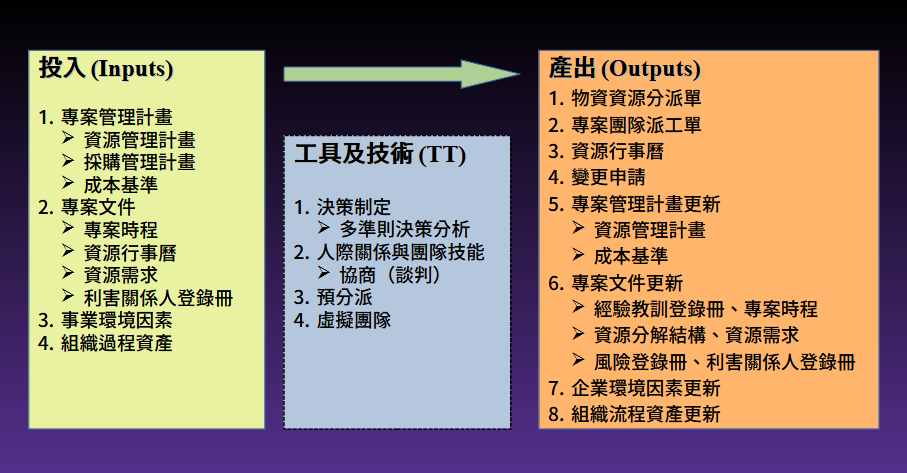 投入 (Inputs)
1. 專案管理計畫
➢ 資源管理計畫
➢ 採購管理計畫
➢ 成本基準
2. 專案文件
➢ 專案時程
➢ 資源行事曆
➢ 資源需求
➢ 利害關係人登錄冊
3. 事業環境因素
4. 組織過程資產
工具及技術 (TT)
1. 決策制定
➢ 多準則決策分析
2. 人際關係與團隊技能
➢ 協商（談判）
3. 預分派
4. 虛擬團隊
產出 (Outputs)
1. 物資資源分派單
2. 專案團隊派工單
3. 資源行事曆
4. 變更申請
5. 專案管理計畫更新
➢ 資源管理計畫
➢ 成本基準
6. 專案文件更新
➢ 經驗教訓登錄冊、專案時程
➢ 資源分解結構、資源需求
➢ 風險登錄冊、利害關係人登錄冊
7. 企業環境因素更新
8. 組織流程資產更新